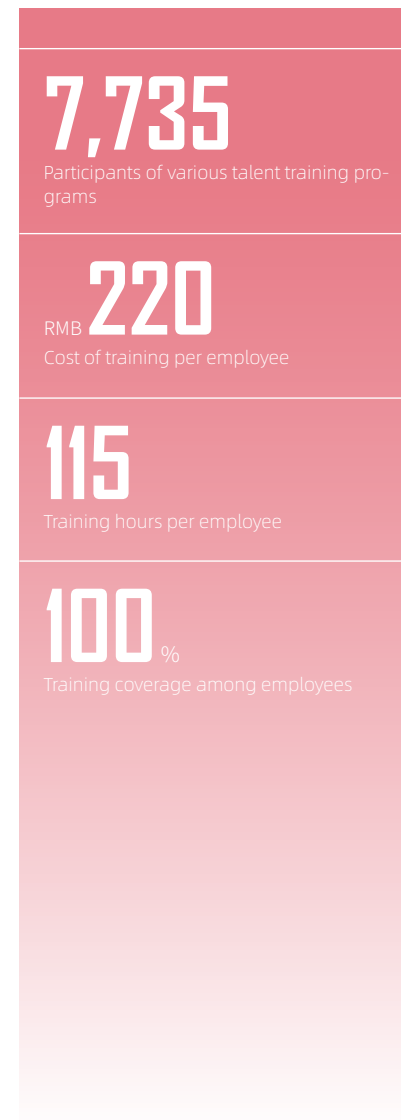 7,735
Participants of various talent training pro-
grams
RMB 220
Cost of training per employee
115
Training hours per employee
100 %
Training coverage among employees